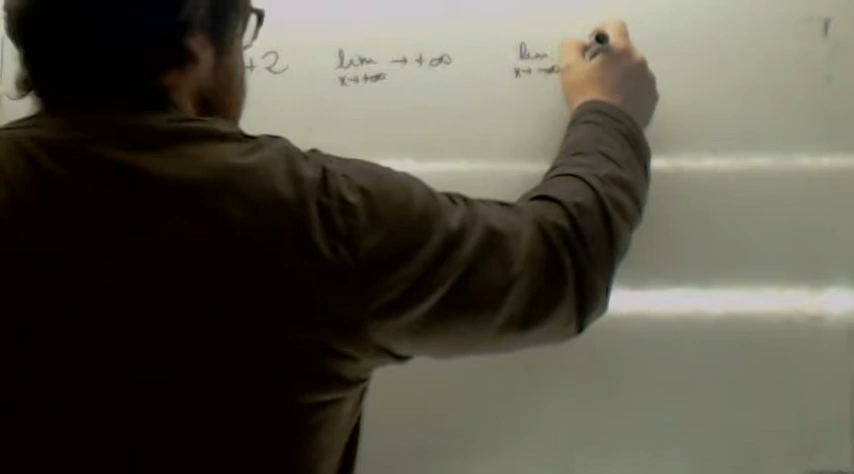 +2 lim → +∞ lim
x→+∞ x→-∞